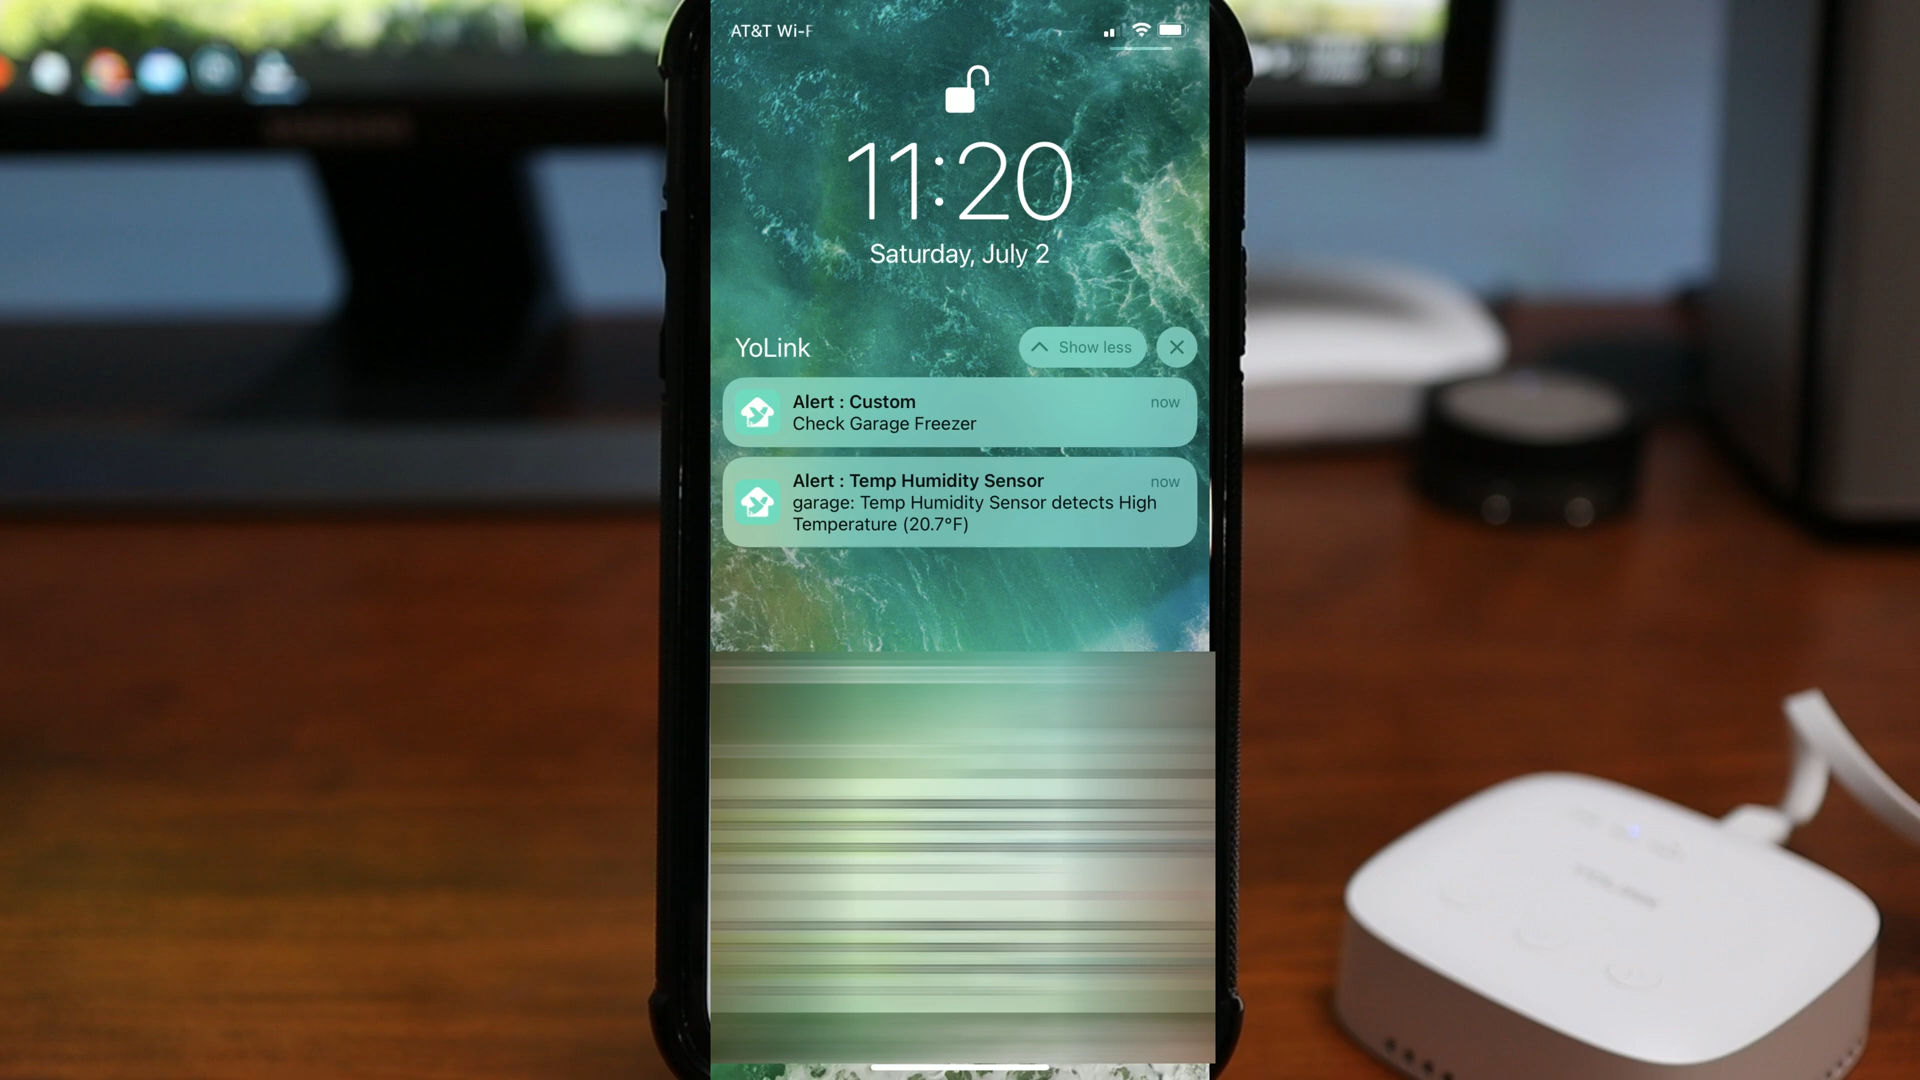 AT&T Wi-F
11:20
Saturday, July 2
YoLink
Show less
Alert : Custom
now
Check Garage Freezer
Alert : Temp Humidity Sensor
now
garage: Temp Humidity Sensor detects High
Temperature (20.7°F)